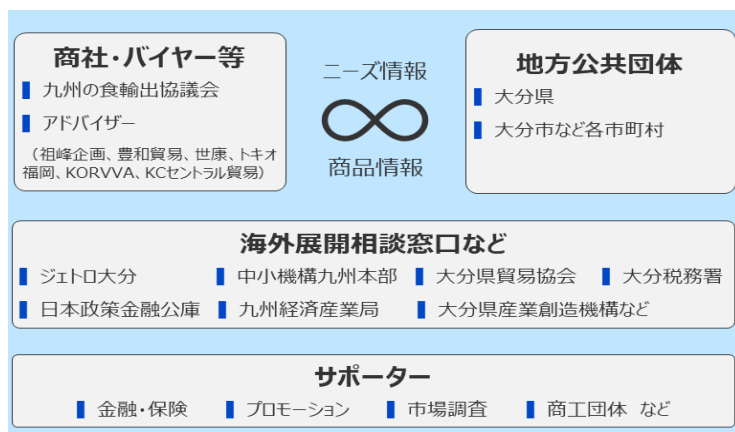 商社・バイヤー等
九州の食輸出協議会
アドバイザー
（祖峰企画、豊和貿易、世康、トキオ
福岡、KORVVA、KCセントラル貿易）
ニーズ情報
商品情報
地方公共団体
大分県
大分市など各市町村
海外展開相談窓口など
ジェトロ大分 中小機構九州本部 大分県貿易協会 大分税務署
日本政策金融公庫 九州経済産業局 大分県産業創造機構など
サポーター
金融・保険 プロモーション 市場調査 商工団体 など